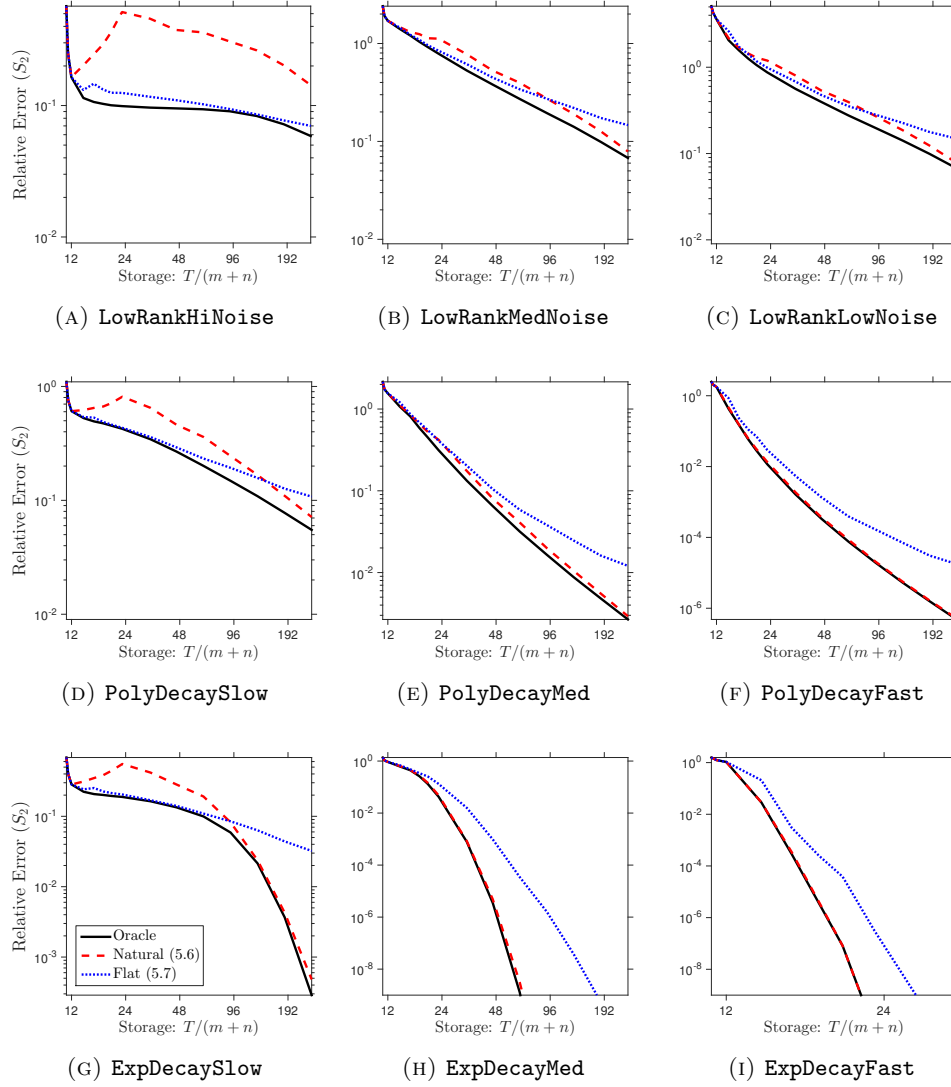 Relative Error (S₂)
10⁻¹
10⁻²
12 24 48 96 192
Storage: T/(m + n)
(A) LowRankHiNoise
10⁰
10⁻¹
10⁻²
12 24 48 96 192
Storage: T/(m + n)
(B) LowRankMedNoise
10⁰
10⁻¹
10⁻²
12 24 48 96 192
Storage: T/(m + n)
(C) LowRankLowNoise
Relative Error (S₂)
10⁰
10⁻¹
10⁻²
12 24 48 96 192
Storage: T/(m + n)
(D) PolyDecaySlow
10⁰
10⁻¹
10⁻²
12 24 48 96 192
Storage: T/(m + n)
(E) PolyDecayMed
10⁰
10⁻²
10⁻⁴
10⁻⁶
12 24 48 96 192
Storage: T/(m + n)
(F) PolyDecayFast
Relative Error (S₂)
10⁻¹
10⁻²
10⁻³
Oracle
Natural (5.6)
Flat (5.7)
12 24 48 96 192
Storage: T/(m + n)
(G) ExpDecaySlow
10⁰
10⁻²
10⁻⁴
10⁻⁶
10⁻⁸
12 24 48 96 192
Storage: T/(m + n)
(H) ExpDecayMed
10⁰
10⁻²
10⁻⁴
10⁻⁶
10⁻⁸
12 24
Storage: T/(m + n)
(I) ExpDecayFast